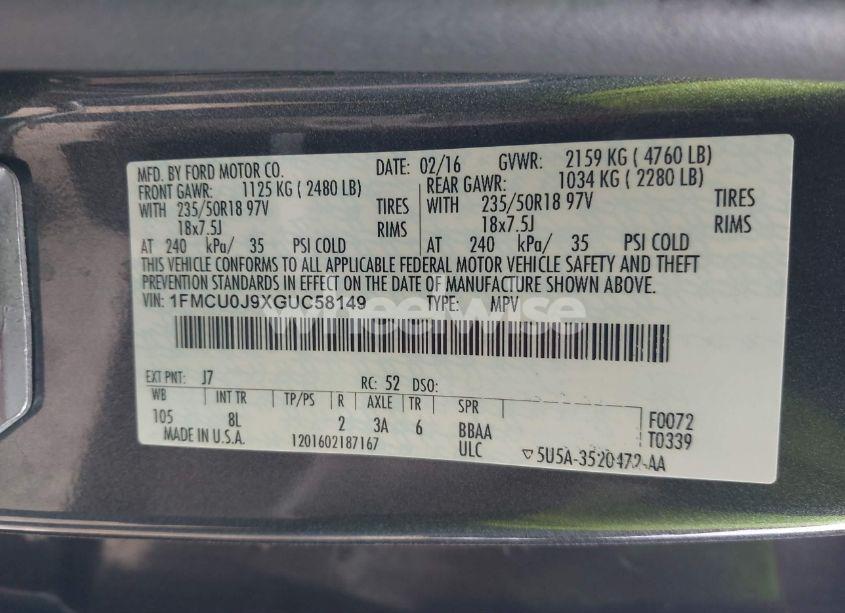 MFD. BY FORD MOTOR CO. DATE: 02/16 GVWR: 2159 KG ( 4760 LB)
FRONT GAWR: 1125 KG ( 2480 LB) REAR GAWR: 1034 KG ( 2280 LB)
WITH 235/50R18 97V TIRES WITH 235/50R18 97V TIRES
18x7.5J RIMS 18x7.5J RIMS
AT 240 kPa/ 35 PSI COLD AT 240 kPa/ 35 PSI COLD
THIS VEHICLE CONFORMS TO ALL APPLICABLE FEDERAL MOTOR VEHICLE SAFETY AND THEFT
PREVENTION STANDARDS IN EFFECT ON THE DATE OF MANUFACTURE SHOWN ABOVE.
VIN: 1FMCU0J9XGUC58149 TYPE: MPV
wheelwise
EXT PNT: J7 RC: 52 DSO:
WB INT TR TP/PS R AXLE TR SPR
105 8L 2 3A 6 BBAA F0072
MADE IN U.S.A. 1201602187167 ULC T0339
▽5U5A-3520472-AA